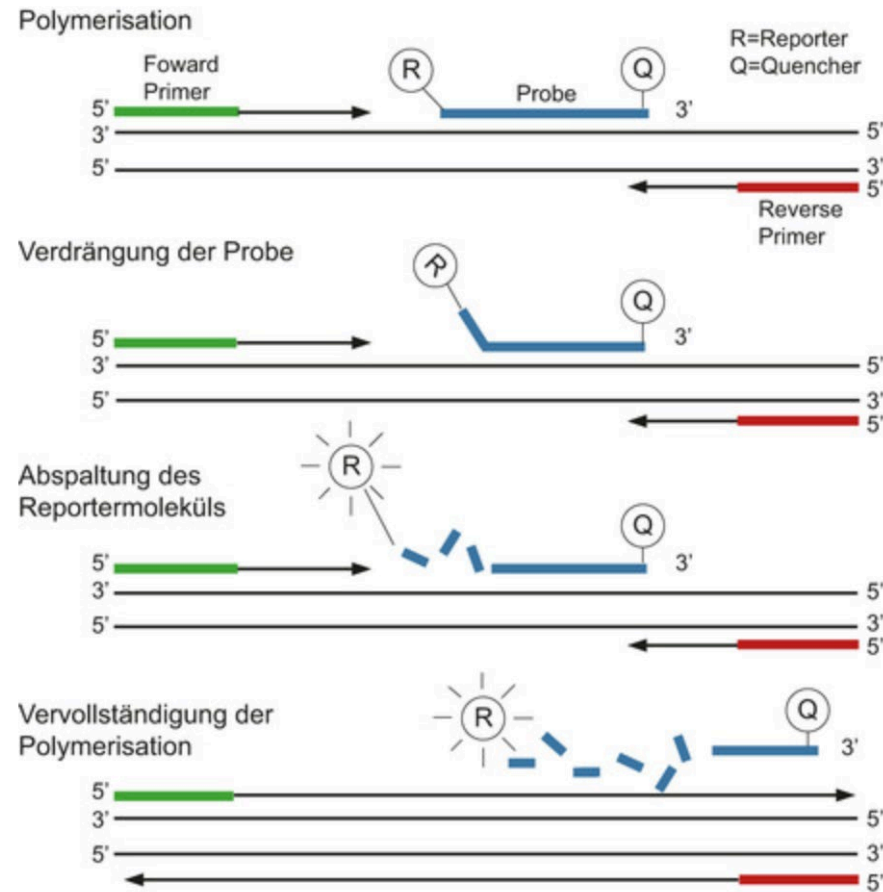 Polymerisation
R=Reporter
Q=Quencher
Foward
Primer
R
Probe
Q
5'
3'
3'
5'
5'
3'
5'
Reverse
Primer
Verdrängung der Probe
R
Q
5'
3'
3'
5'
5'
3'
5'
Abspaltung des
Reportermoleküls
R
Q
5'
3'
3'
5'
5'
3'
5'
Vervollständigung der
Polymerisation
R
Q
3'
5'
3'
5'
5'
3'
5'